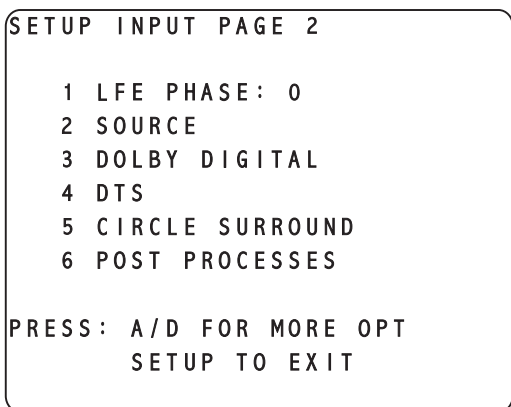 SETUP INPUT PAGE 2
1 LFE PHASE: 0
2 SOURCE
3 DOLBY DIGITAL
4 DTS
5 CIRCLE SURROUND
6 POST PROCESSES
PRESS: A/D FOR MORE OPT
SETUP TO EXIT